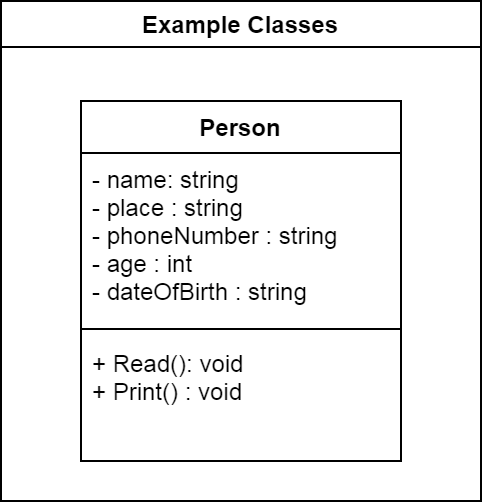 Example Classes
Person
- name: string
- place : string
- phoneNumber : string
- age : int
- dateOfBirth : string
+ Read(): void
+ Print() : void